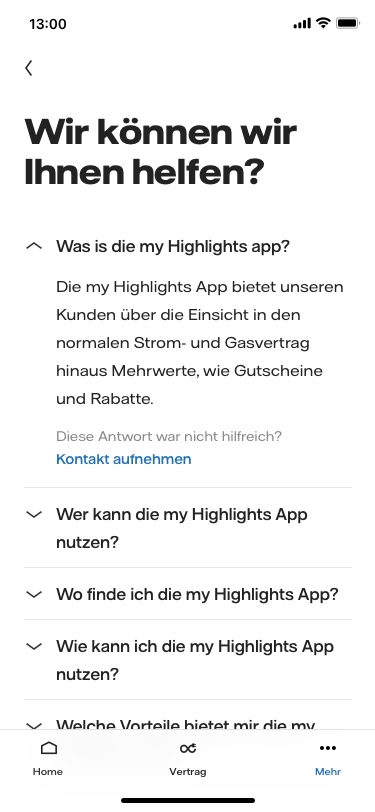 13:00
Wir können wir
Ihnen helfen?
Was is die my Highlights app?
Die my Highlights App bietet unseren
Kunden über die Einsicht in den
normalen Strom- und Gasvertrag
hinaus Mehrwerte, wie Gutscheine
und Rabatte.
Diese Antwort war nicht hilfreich?
Kontakt aufnehmen
Wer kann die my Highlights App
nutzen?
Wo finde ich die my Highlights App?
Wie kann ich die my Highlights App
nutzen?
Welche Vorteile bietet mir die my
Home
Vertrag
Mehr